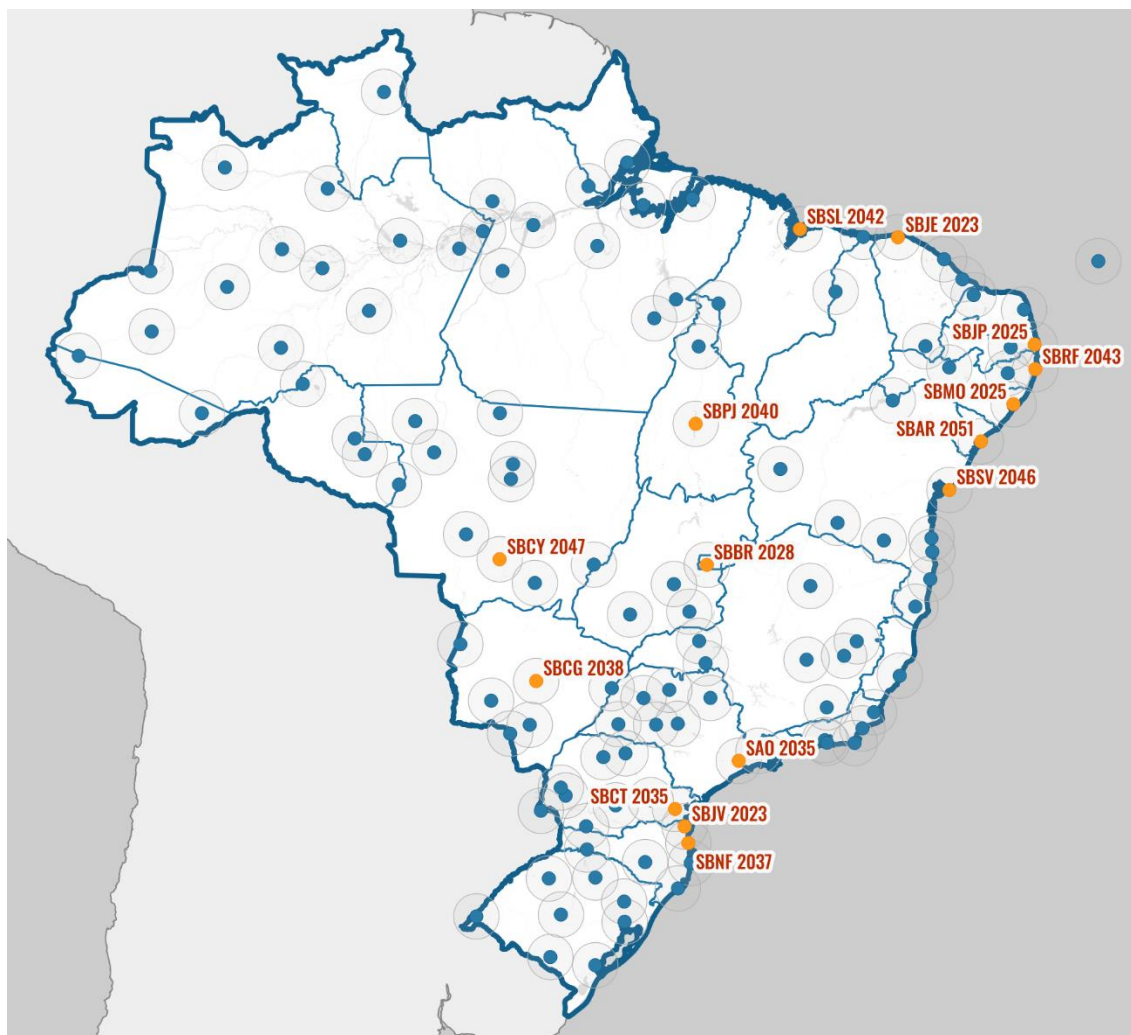 SBSL 2042
SBJE 2023
SBJP 2025
SBRF 2043
SBMO 2025
SBPJ 2040
SBAR 2051
SBSV 2046
SBCY 2047
SBBR 2028
SBCG 2038
SAO 2035
SBCT 2035
SBJV 2023
SBNF 2037